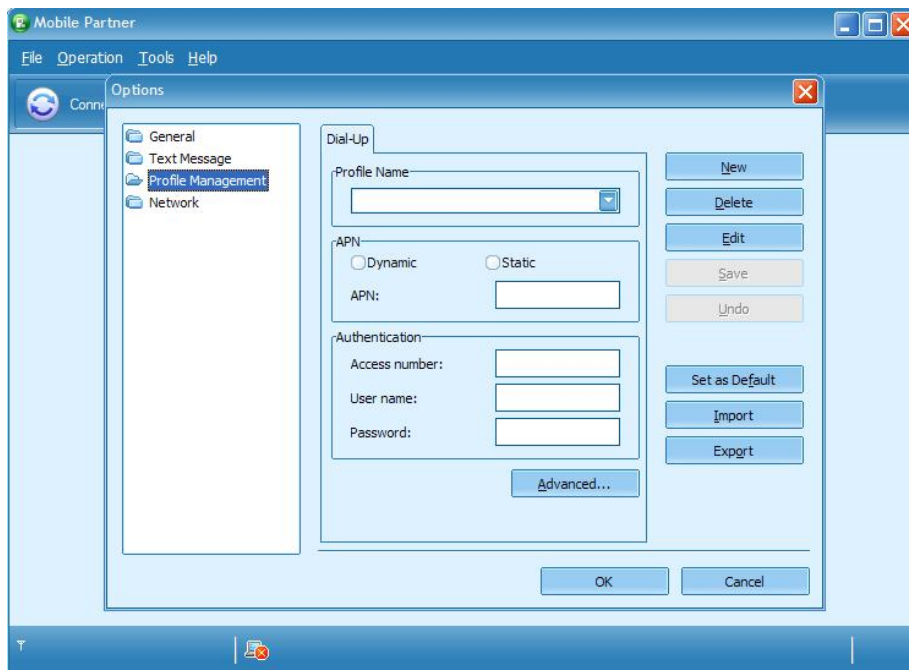 Mobile Partner
File Operation Tools Help
Options
General
Text Message
Profile Management
Network
Dial-Up
Profile Name
APN
Dynamic Static
APN:
Authentication
Access number:
User name:
Password:
Advanced...
New
Delete
Edit
Save
Undo
Set as Default
Import
Export
OK Cancel